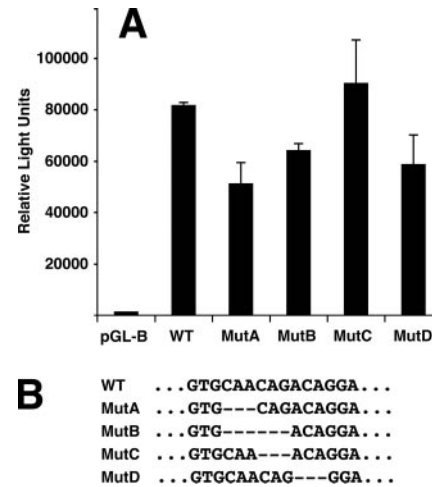 A
Relative Light Units
100000
80000
60000
40000
20000
pGL-B WT MutA MutB MutC MutD
B
WT ...GTGCAACAGACAGGA...
MutA ...GTG---CAGACAGGA...
MutB ...GTG------ACAGGA...
MutC ...GTGCAA---ACAGGA...
MutD ...GTGCAACAG---GGA...